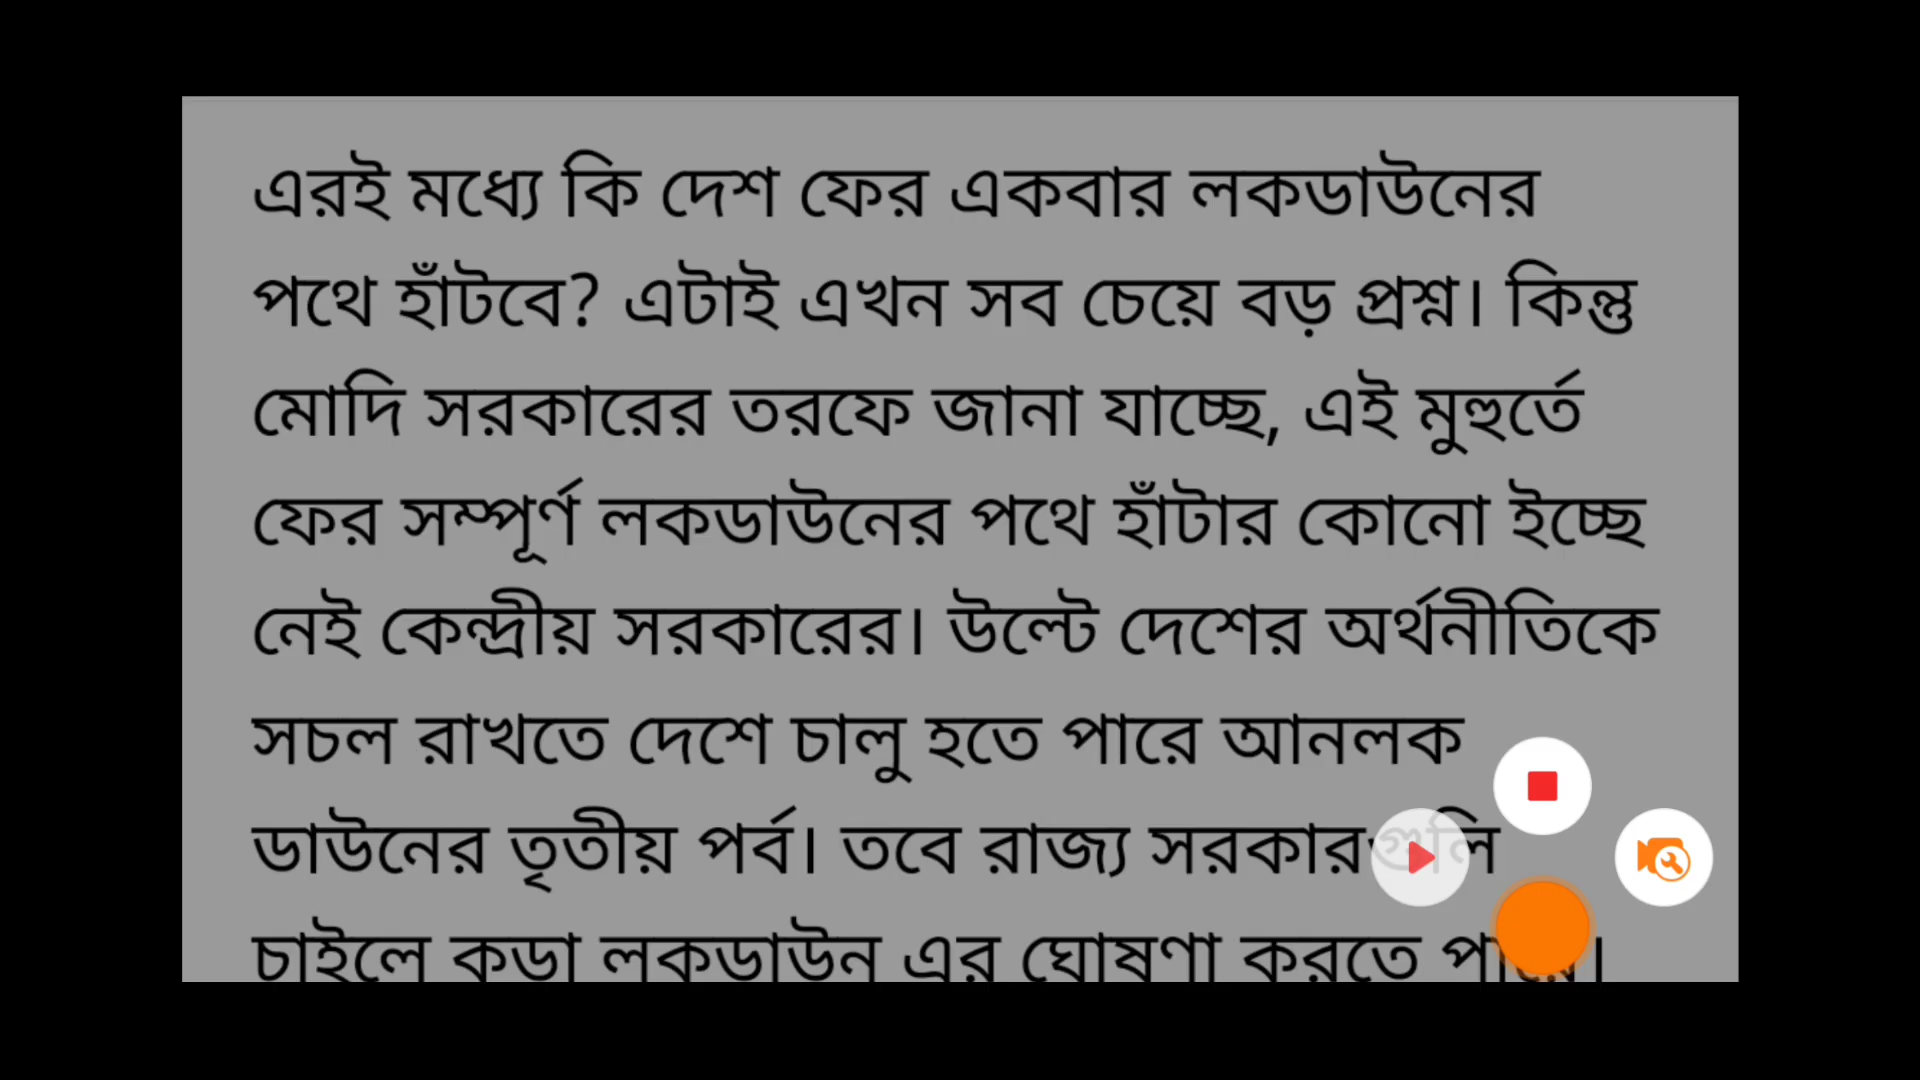 এরই মধ্যে কি দেশ ফের একবার লকডাউনের
পথে হাঁটবে? এটাই এখন সব চেয়ে বড় প্রশ্ন। কিন্তু
মোদি সরকারের তরফে জানা যাচ্ছে, এই মুহুর্তে
ফের সম্পূর্ণ লকডাউনের পথে হাঁটার কোনো ইচ্ছে
নেই কেন্দ্রীয় সরকারের। উল্টে দেশের অর্থনীতিকে
সচল রাখতে দেশে চালু হতে পারে আনলক
ডাউনের তৃতীয় পর্ব। তবে রাজ্য সরকারগুলি
চাইলে কড়া লকডাউন এর ঘোষণা করতে পারে।